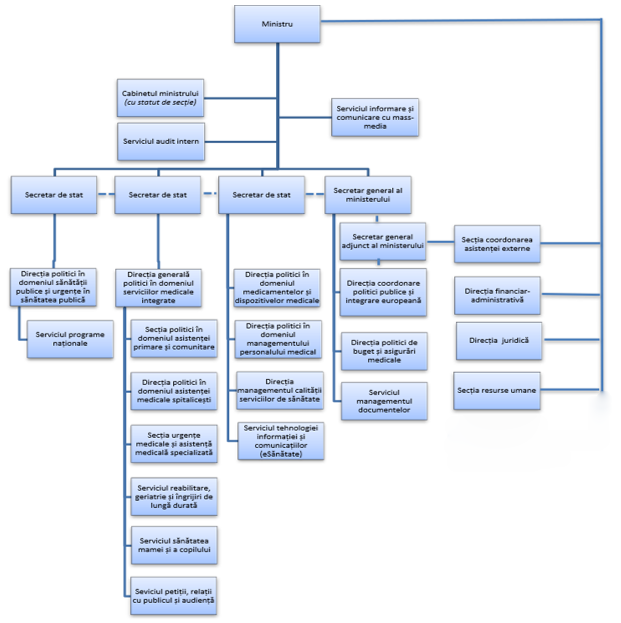 Ministru
Cabinetul ministrului
(cu statut de secție)
Serviciul informare și
comunicare cu mass-
media
Serviciul audit intern
Secretar de stat
Secretar de stat
Secretar de stat
Secretar general al
ministerului
Secretar general
adjunct al ministerului
Secția coordonarea
asistenței externe
Direcția politici în
domeniul sănătății
publice și urgențe în
sănătatea publică
Direcția generală
politici în domeniul
serviciilor medicale
integrate
Direcția politici în
domeniul
medicamentelor și
dispozitivelor medicale
Direcția coordonare
politici publice și
integrare europeană
Direcția financiar-
administrativă
Serviciul programe
naționale
Secția politici în
domeniul asistenței
primare și comunitare
Direcția politici în
domeniul
managementului
personalului medical
Direcția politici de
buget și asigurări
medicale
Direcția juridică
Direcția politici în
domeniul asistenței
medicale spitalicești
Direcția
managementul calității
serviciilor de sănătate
Serviciul
managementul
documentelor
Secția resurse umane
Secția urgențe
medicale și asistență
medicală specializată
Serviciul tehnologiei
informației și
comunicațiilor
(eSănătate)
Serviciul reabilitare,
geriatrie și îngrijiri de
lungă durată
Serviciul sănătatea
mamei și a copilului
Seviciul petiții, relații
cu publicul și audiență